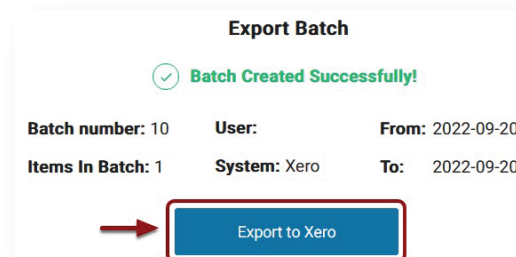 Export Batch
Batch Created Successfully!
Batch number: 10 User: From: 2022-09-20
Items In Batch: 1 System: Xero To: 2022-09-20
Export to Xero